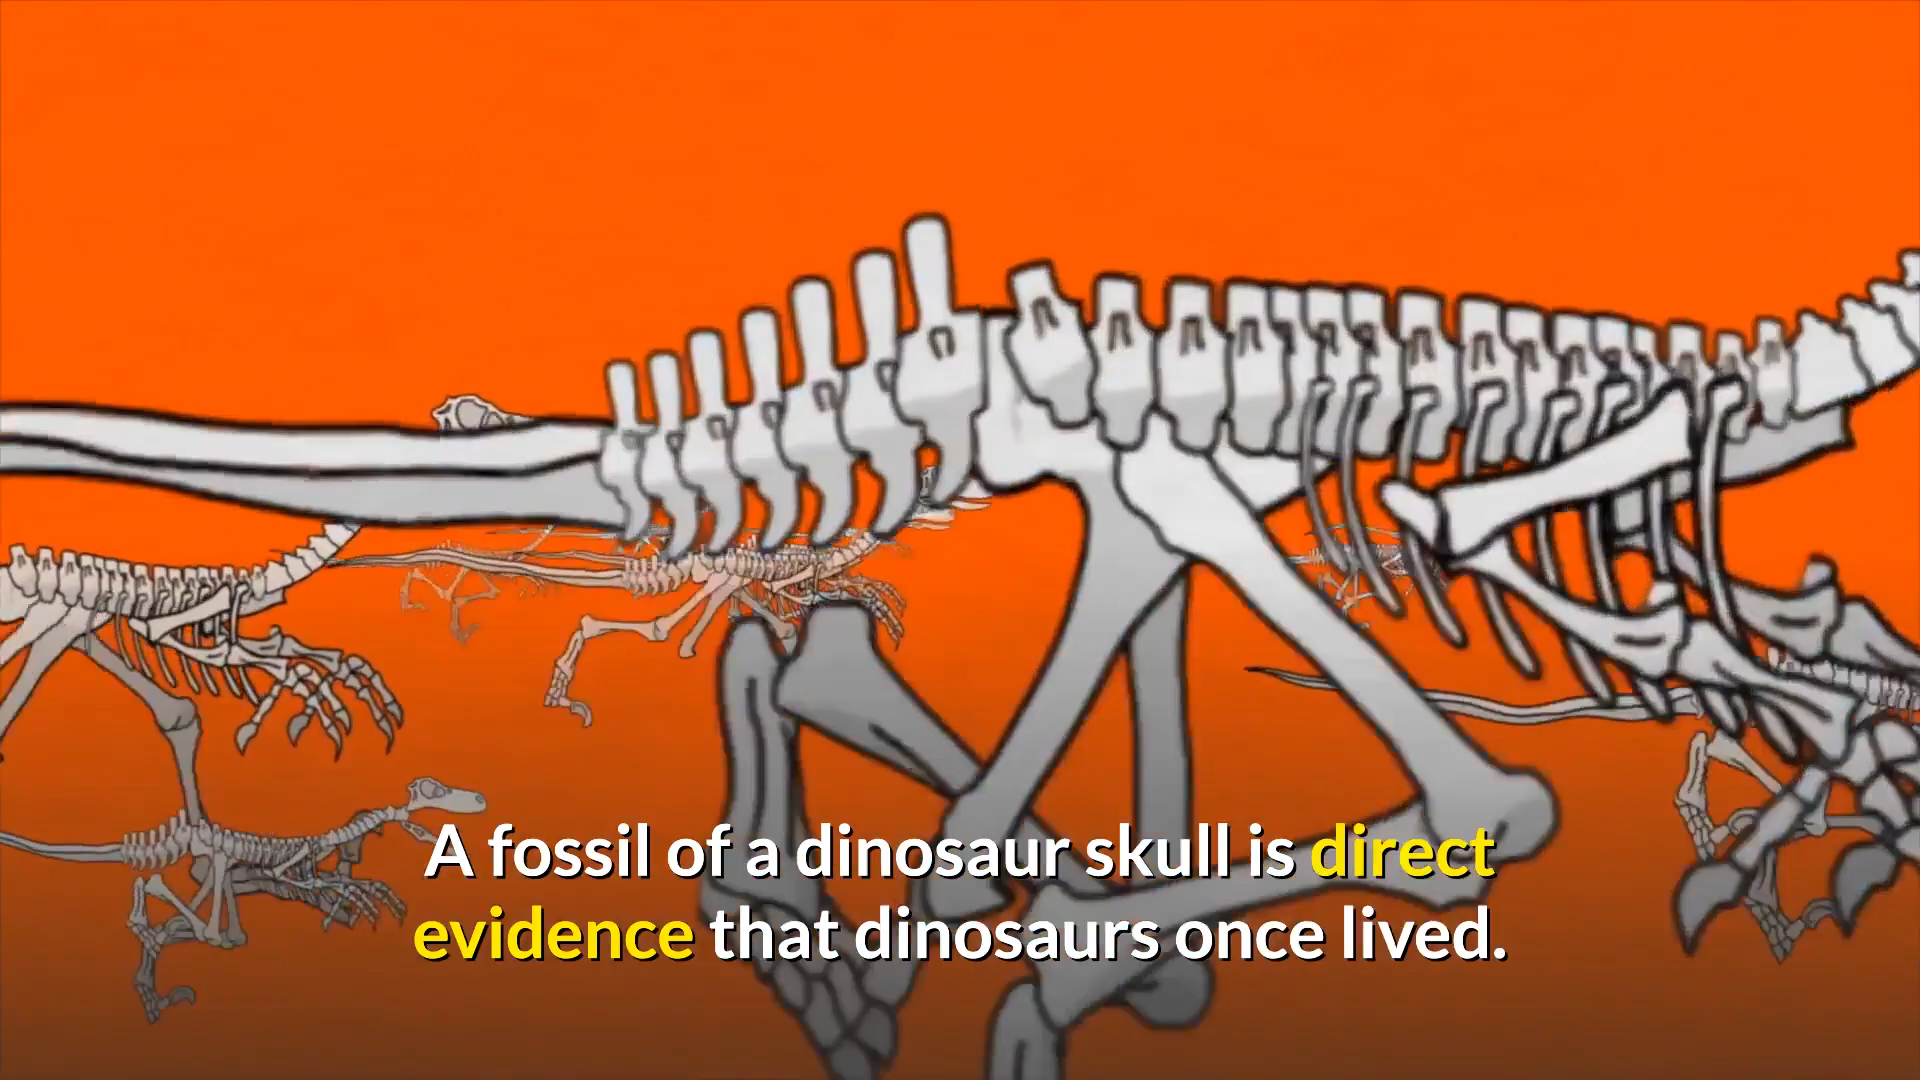 A fossil of a dinosaur skull is direct
evidence that dinosaurs once lived.